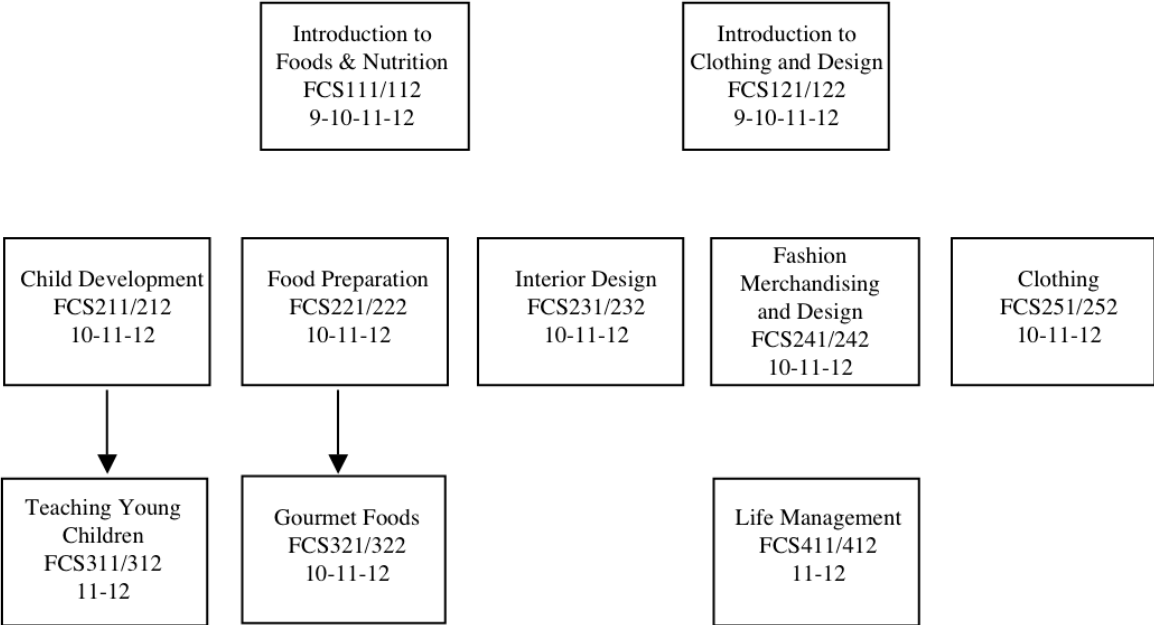 Introduction to
Foods & Nutrition
FCS111/112
9-10-11-12
Introduction to
Clothing and Design
FCS121/122
9-10-11-12
Child Development
FCS211/212
10-11-12
Food Preparation
FCS221/222
10-11-12
Interior Design
FCS231/232
10-11-12
Fashion
Merchandising
and Design
FCS241/242
10-11-12
Clothing
FCS251/252
10-11-12
Teaching Young
Children
FCS311/312
11-12
Gourmet Foods
FCS321/322
10-11-12
Life Management
FCS411/412
11-12